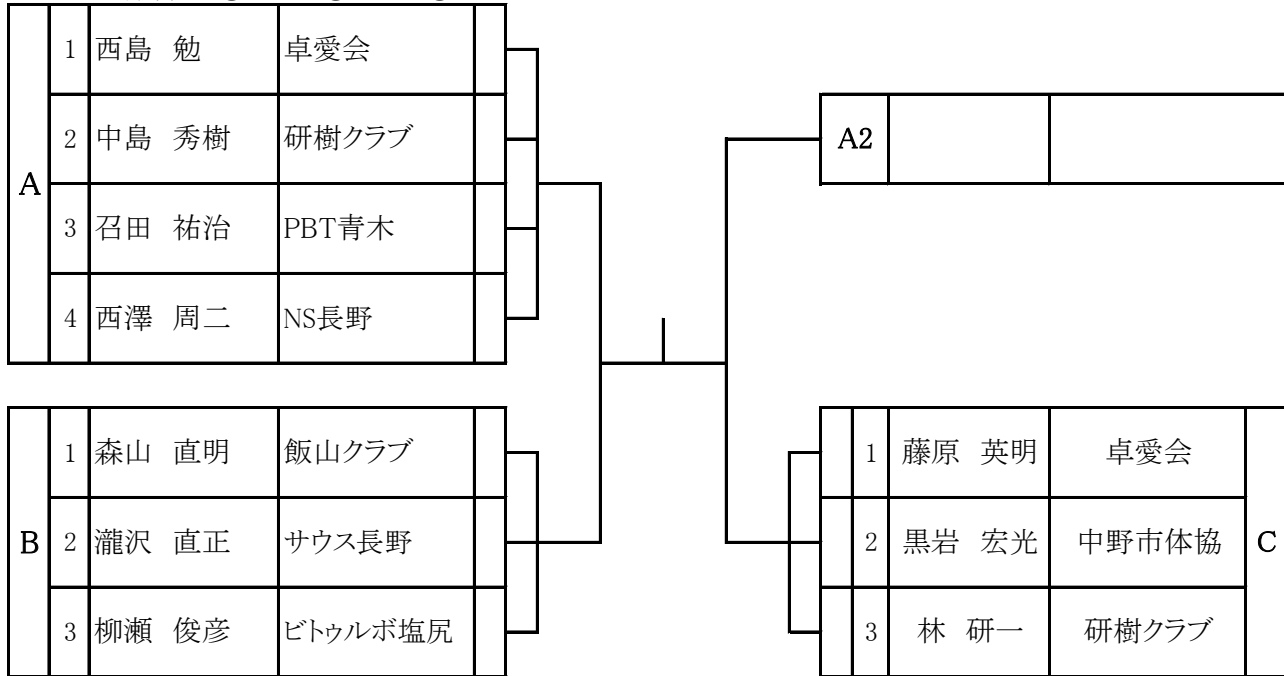 A
1 西島 勉 卓愛会
2 中島 秀樹 研樹クラブ
3 召田 祐治 PBT青木
4 西澤 周二 NS長野
A2
B
1 森山 直明 飯山クラブ
2 瀧沢 直正 サウス長野
3 柳瀬 俊彦 ビトゥルボ塩尻
1 藤原 英明 卓愛会
2 黒岩 宏光 中野市体協
3 林 研一 研樹クラブ
C